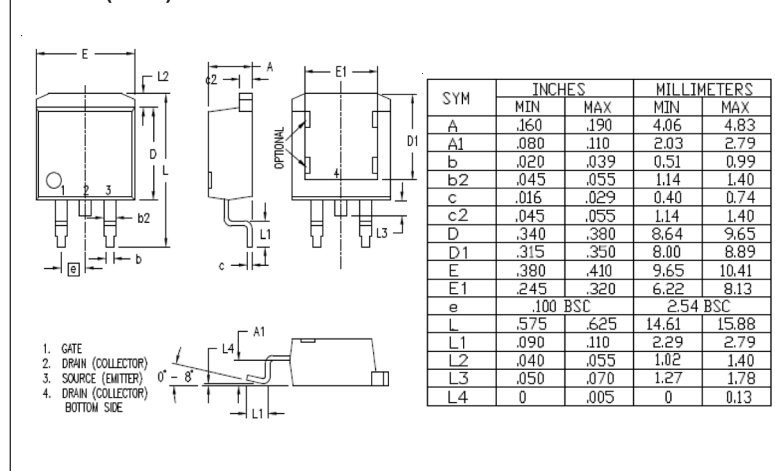 E
L2
D
L
1 2 3
b2
b
e
A
c2
L1
c
E1
OPTIONAL
D1
4
L3
A1
L4
0° - 8°
L1
1. GATE
2. DRAIN (COLLECTOR)
3. SOURCE (EMITTER)
4. DRAIN (COLLECTOR)
BOTTOM SIDE
SYM INCHES MILLIMETERS
MIN MAX MIN MAX
A .160 .190 4.06 4.83
A1 .080 .110 2.03 2.79
b .020 .039 0.51 0.99
b2 .045 .055 1.14 1.40
c .016 .029 0.40 0.74
c2 .045 .055 1.14 1.40
D .340 .380 8.64 9.65
D1 .315 .350 8.00 8.89
E .380 .410 9.65 10.41
E1 .245 .320 6.22 8.13
e .100 BSC 2.54 BSC
L .575 .625 14.61 15.88
L1 .090 .110 2.29 2.79
L2 .040 .055 1.02 1.40
L3 .050 .070 1.27 1.78
L4 0 .005 0 0.13